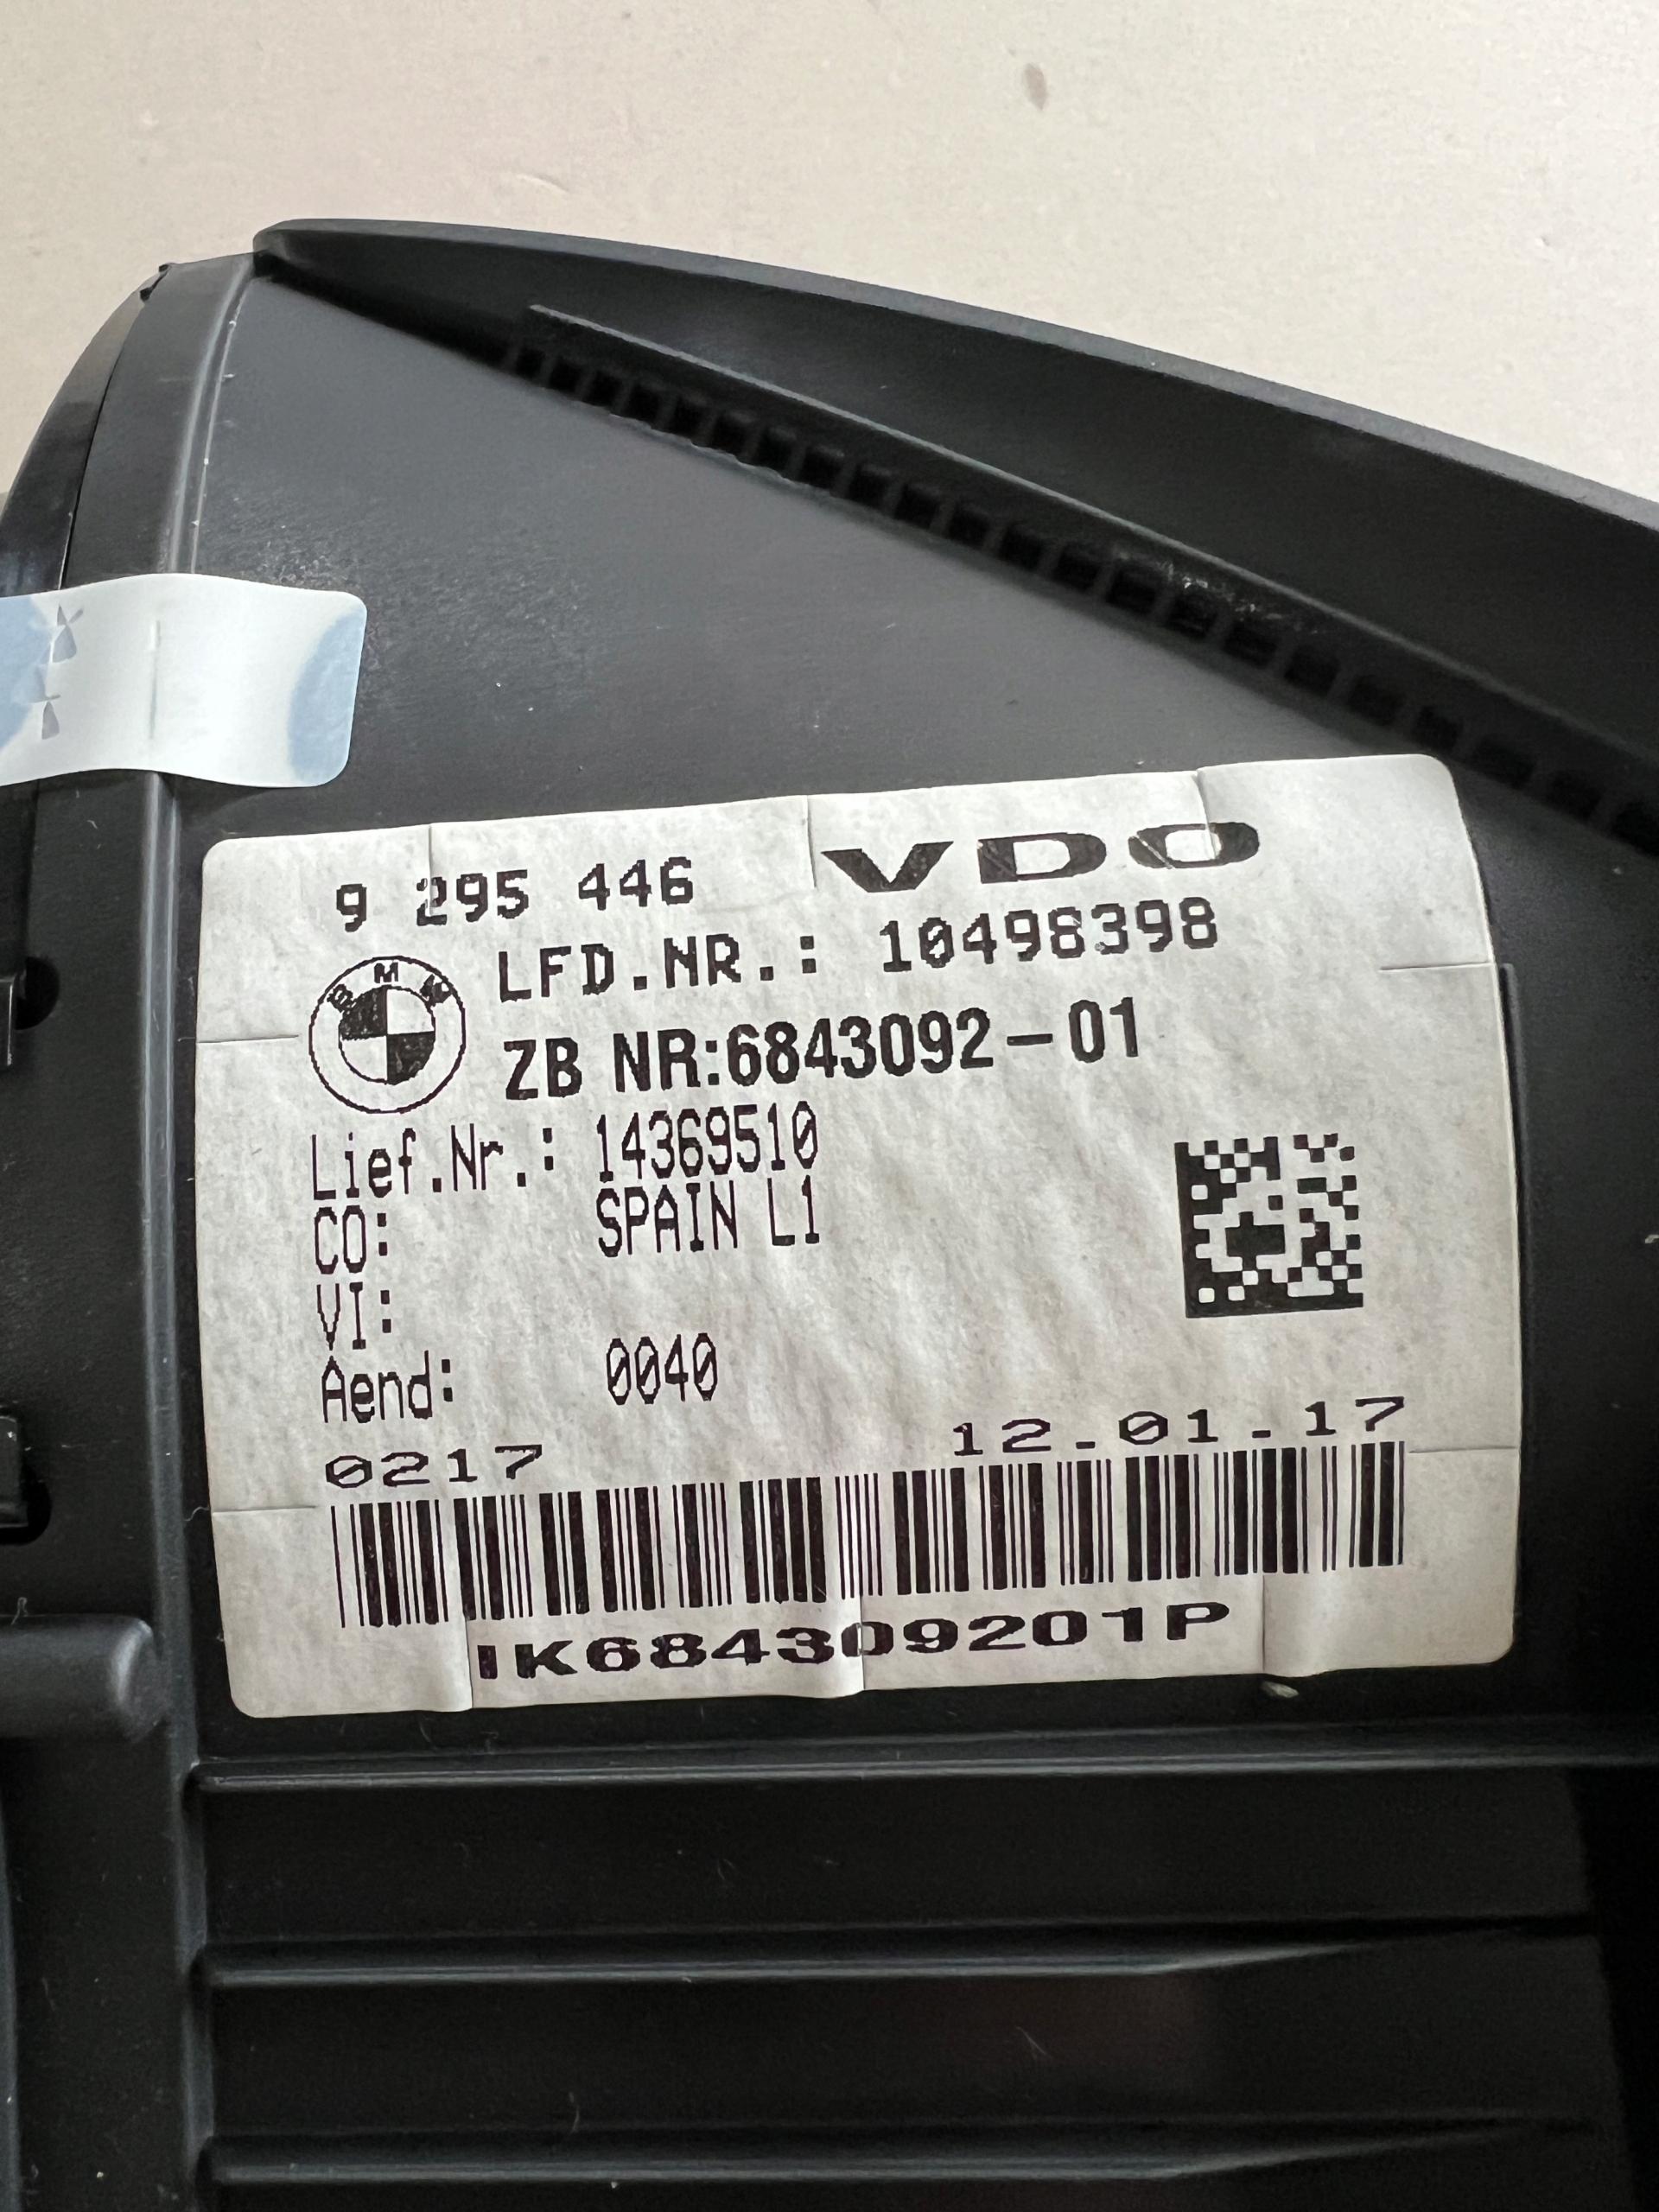 9 295 446 VDO
LFD.NR.: 10498398
BMW
ZB NR:6843092-01
Lief.Nr.: 14369510
CO: SPAIN L1
VI:
Aend: 0040
0217 12.01.17
IK684309201P